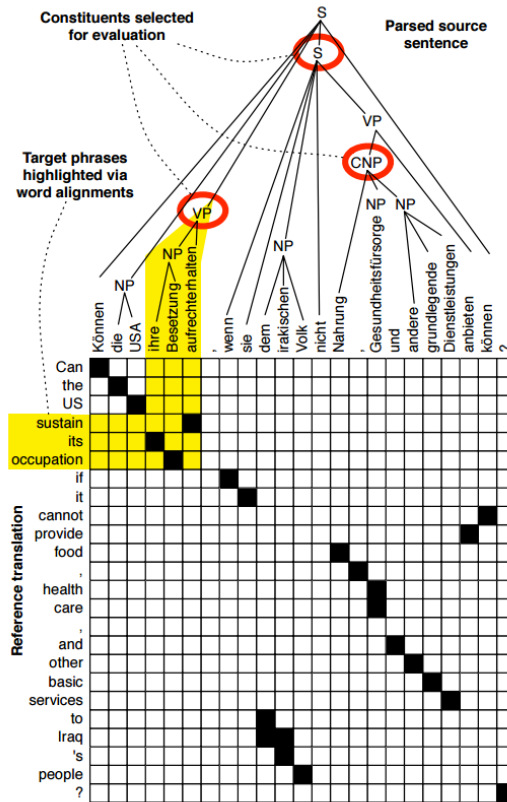 Constituents selected
for evaluation
Parsed source
sentence
S
S
VP
CNP
Target phrases
highlighted via
word alignments
VP
NP
NP
NP
NP
NP
Können
die
USA
ihre
Besetzung
aufrechterhalten
,
wenn
sie
dem
irakischen
Volk
nicht
Nahrung
,
Gesundheitsfürsorge
und
andere
grundlegende
Dienstleistungen
anbieten
können
?
Reference translation
Can
the
US
sustain
its
occupation
if
it
cannot
provide
food
,
health
care
,
and
other
basic
services
to
Iraq
's
people
?